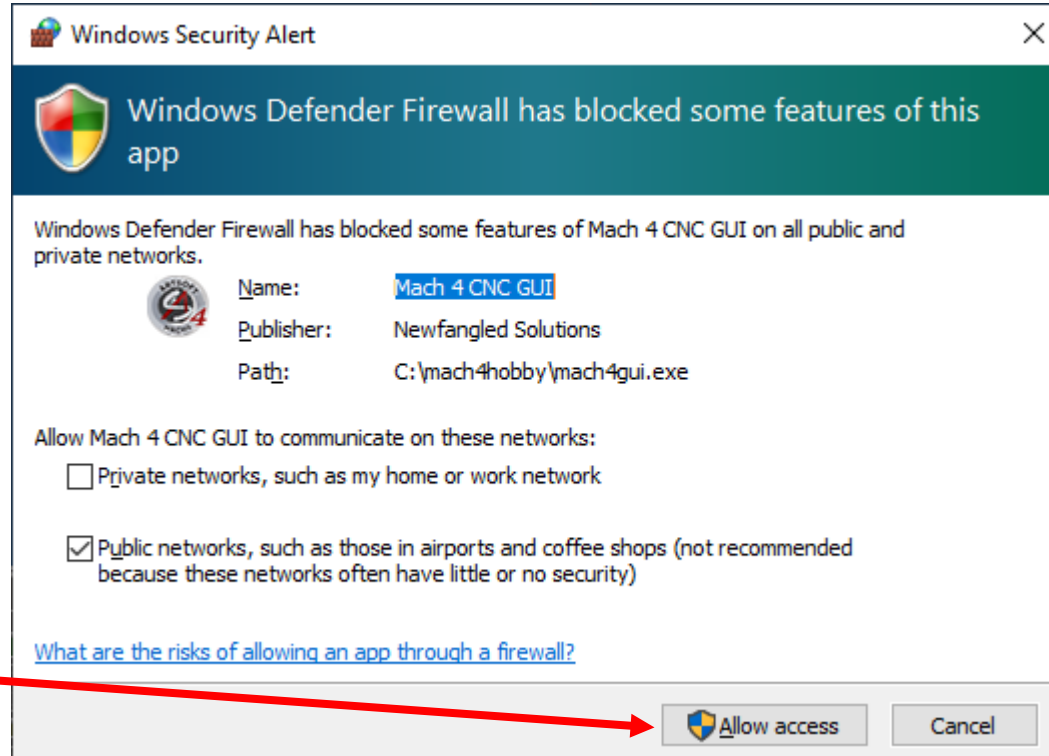 Windows Security Alert
Windows Defender Firewall has blocked some features of this
app
Windows Defender Firewall has blocked some features of Mach 4 CNC GUI on all public and
private networks.
Name: Mach 4 CNC GUI
Publisher: Newfangled Solutions
Path: C:\mach4hobby\mach4gui.exe
Allow Mach 4 CNC GUI to communicate on these networks:
Private networks, such as my home or work network
Public networks, such as those in airports and coffee shops (not recommended
because these networks often have little or no security)
What are the risks of allowing an app through a firewall?
Allow access Cancel